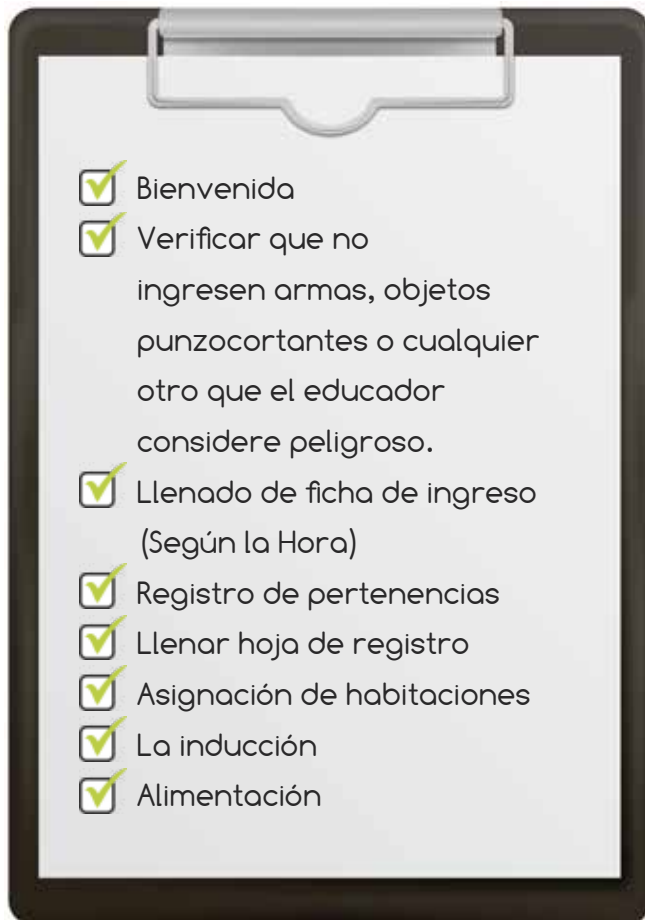 Bienvenida
Verificar que no
ingresen armas, objetos
punzocortantes o cualquier
otro que el educador
considere peligroso.
Llenado de ficha de ingreso
(Según la Hora)
Registro de pertenencias
Llenar hoja de registro
Asignación de habitaciones
La inducción
Alimentación